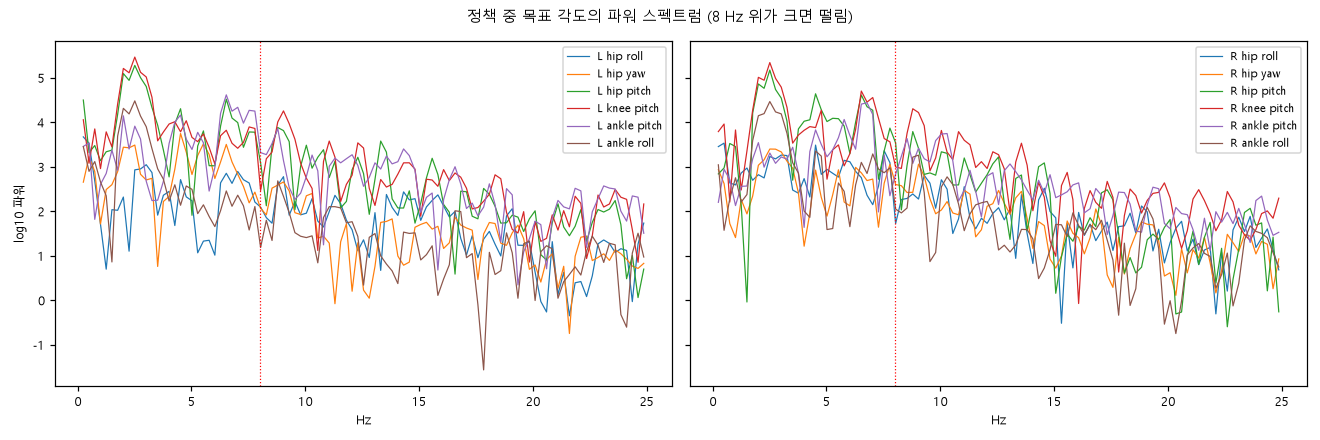 정책 중 목표 각도의 파워 스펙트럼 (8 Hz 위가 크면 떨림)
log10 파워
5
4
3
2
1
0
-1
L hip roll
L hip yaw
L hip pitch
L knee pitch
L ankle pitch
L ankle roll
0
5
10
15
20
25
Hz
R hip roll
R hip yaw
R hip pitch
R knee pitch
R ankle pitch
R ankle roll
0
5
10
15
20
25
Hz